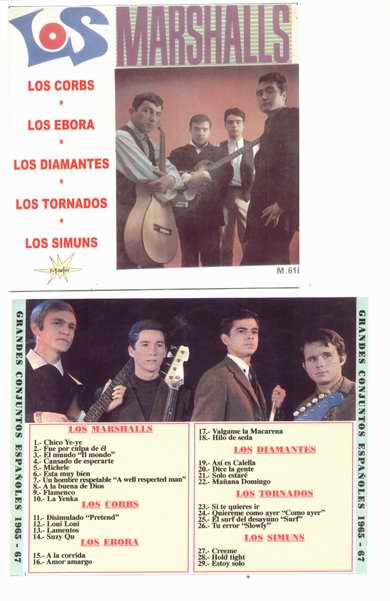 LOS MARSHALLS
LOS CORBS
*
LOS EBORA
*
LOS DIAMANTES
*
LOS TORNADOS
*
LOS SIMUNS
M.618
GRANDES CONJUNTOS ESPAÑOLES 1965 - 67
LOS MARSHALLS
1.- Chico Ye-ye
2.- Fue por culpa de él
3.- El mundo "Il mondo"
4.- Cansado de esperarte
5.- Michele
6.- Esta muy bien
7.- Un hombre respetable "A well respected man"
8.- A la buena de Dios
9.- Flamenco
10.- La Yenka
LOS CORBS
11.- Disimulado "Pretend"
12.- Loui Loui
13.- Lamentos
14.- Suzy Qu
LOS EBORA
15.- A la corrida
16.- Amor amargo
17.- Valgame la Macarena
18.- Hilo de seda
LOS DIAMANTES
19.- Así es Calella
20.- Dice la gente
21.- Solo estaré
22.- Mañana Domingo
LOS TORNADOS
23.- Si te quieres ir
24.- Quiereme como ayer "Como ayer"
25.- El surf del desayuno "Surf"
26.- Tu error "Slowly"
LOS SIMUNS
27.- Creeme
28.- Hold tight
29.- Estoy solo
GRANDES CONJUNTOS ESPAÑOLES 1965 - 67